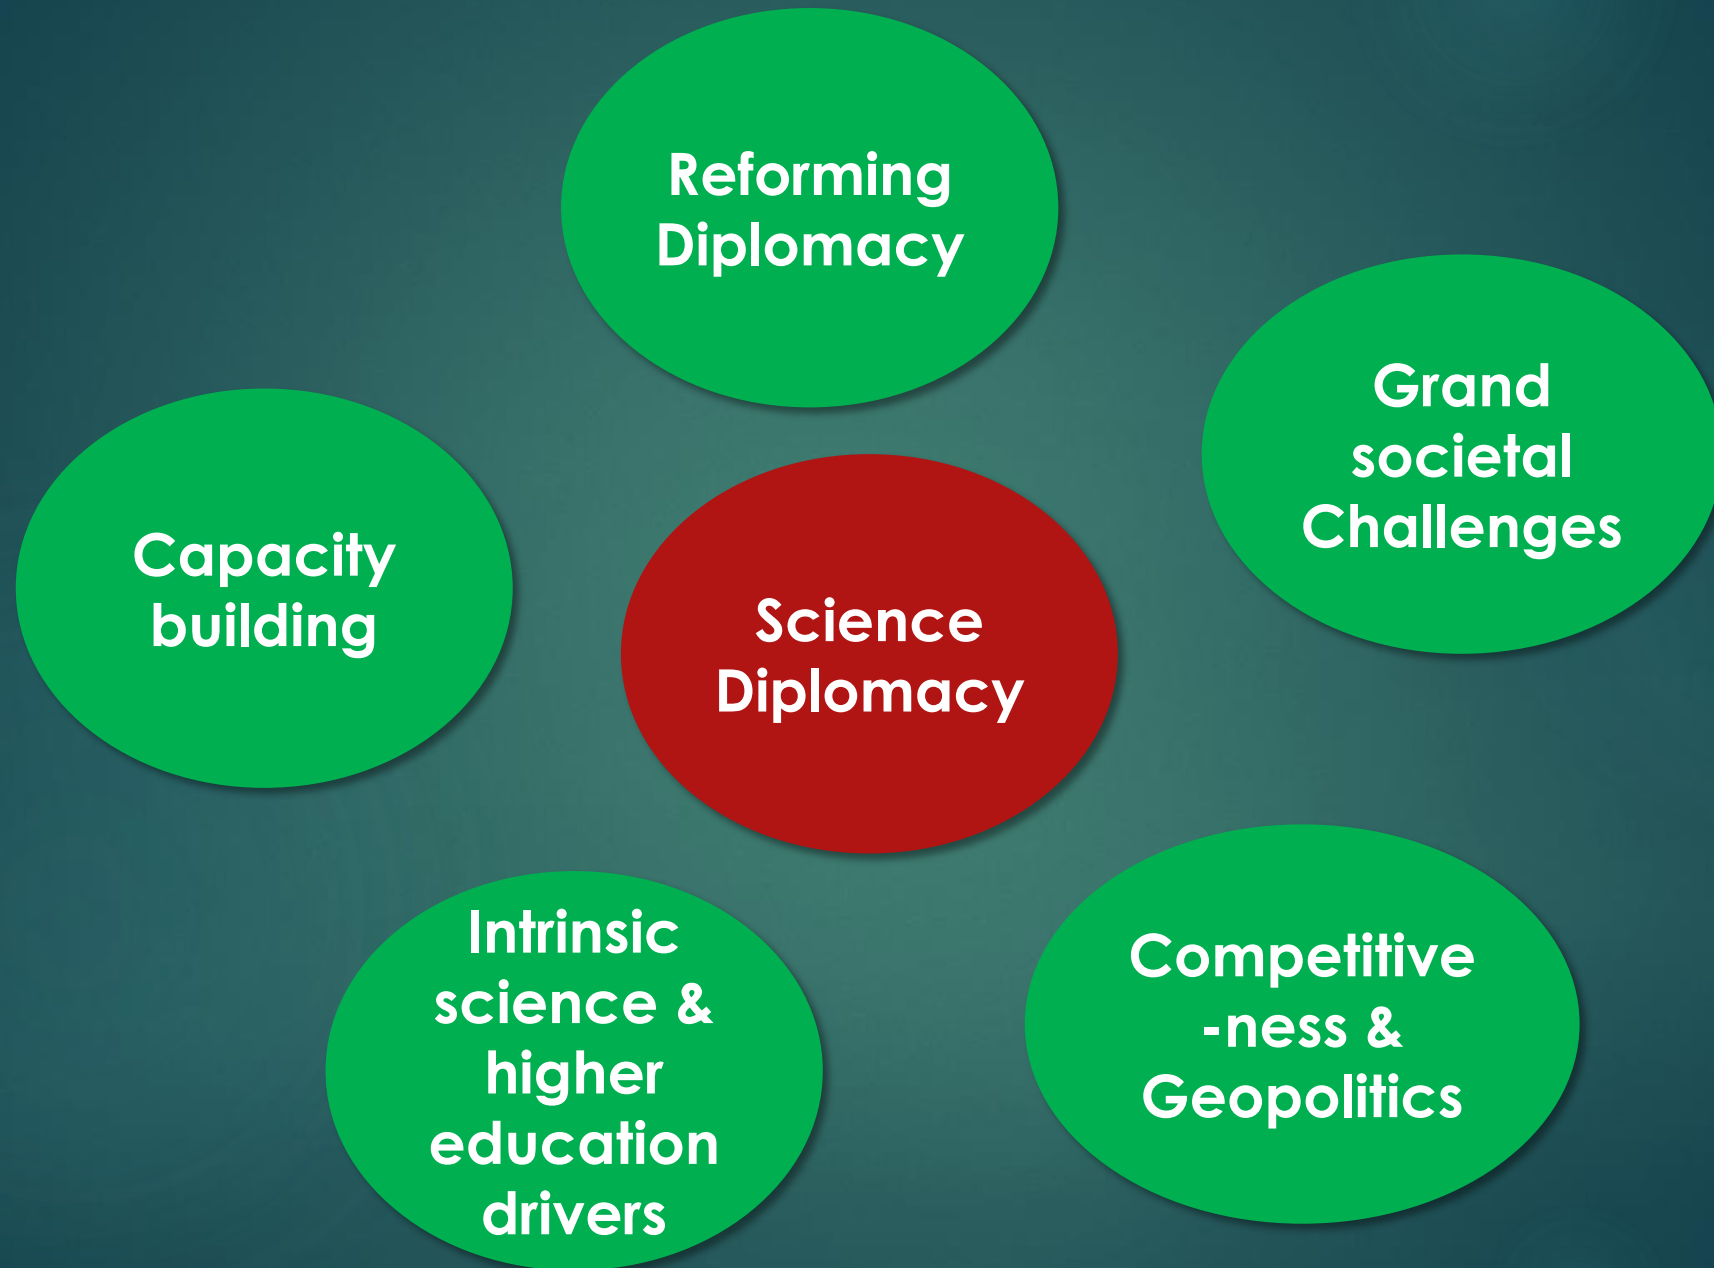 Reforming
Diplomacy
Grand
societal
Challenges
Capacity
building
Science
Diplomacy
Intrinsic
science &
higher
education
drivers
Competitive
-ness &
Geopolitics